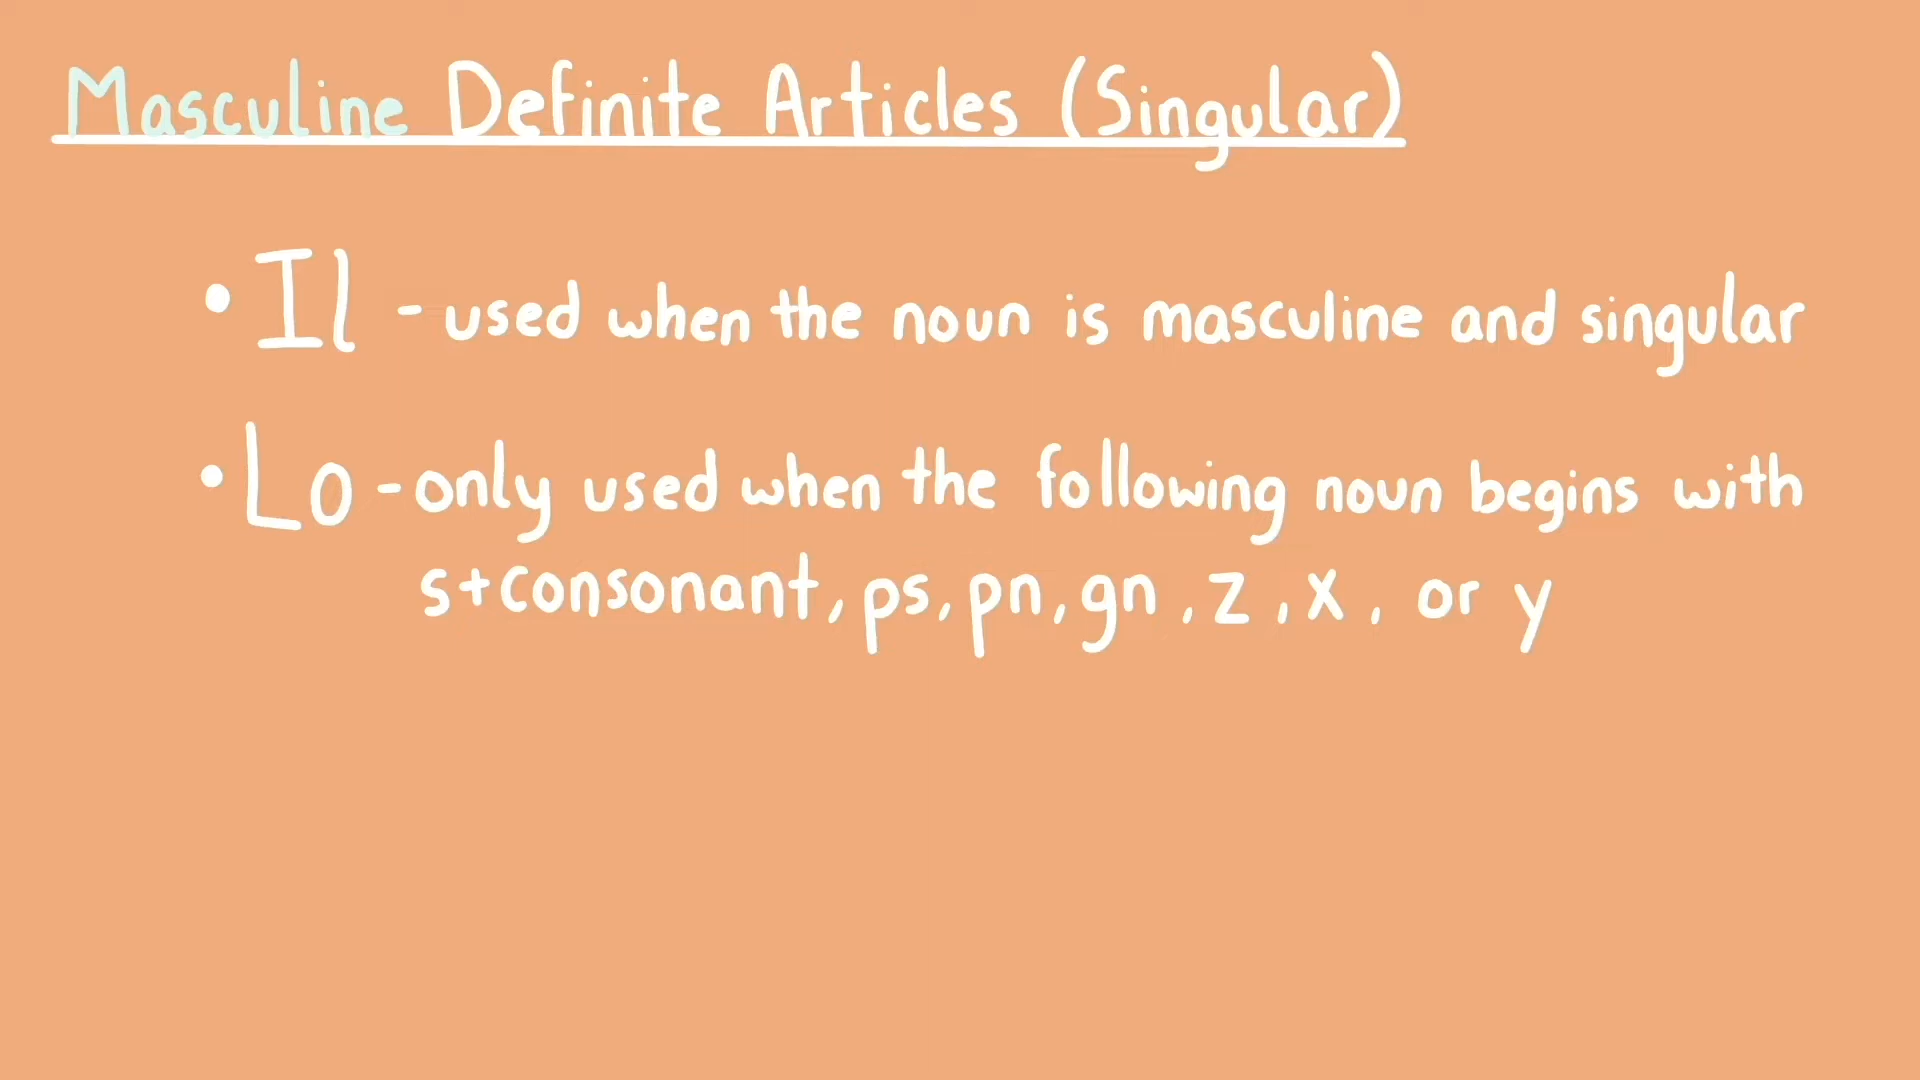 Masculine Definite Articles (Singular)
•Il - used when the noun is masculine and singular
•Lo - only used when the following noun begins with
s+consonant, ps, pn, gn, z, x, or y